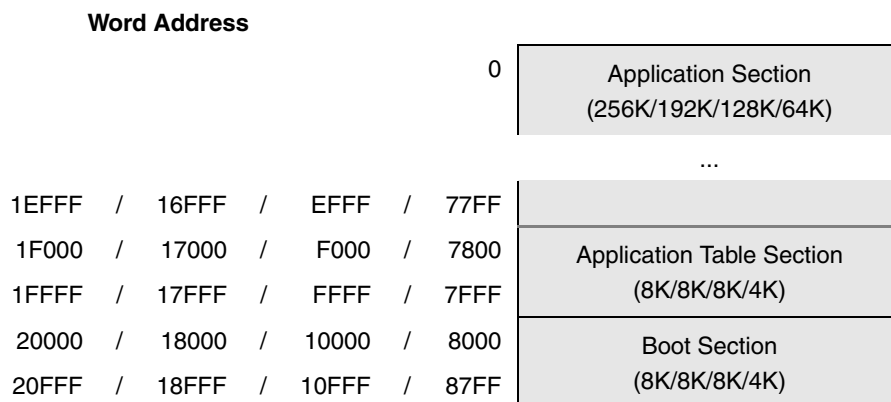 Word Address
0
Application Section
(256K/192K/128K/64K)
...
1EFFF / 16FFF / EFFF / 77FF
1F000 / 17000 / F000 / 7800
Application Table Section
1FFFF / 17FFF / FFFF / 7FFF
(8K/8K/8K/4K)
20000 / 18000 / 10000 / 8000
Boot Section
20FFF / 18FFF / 10FFF / 87FF
(8K/8K/8K/4K)